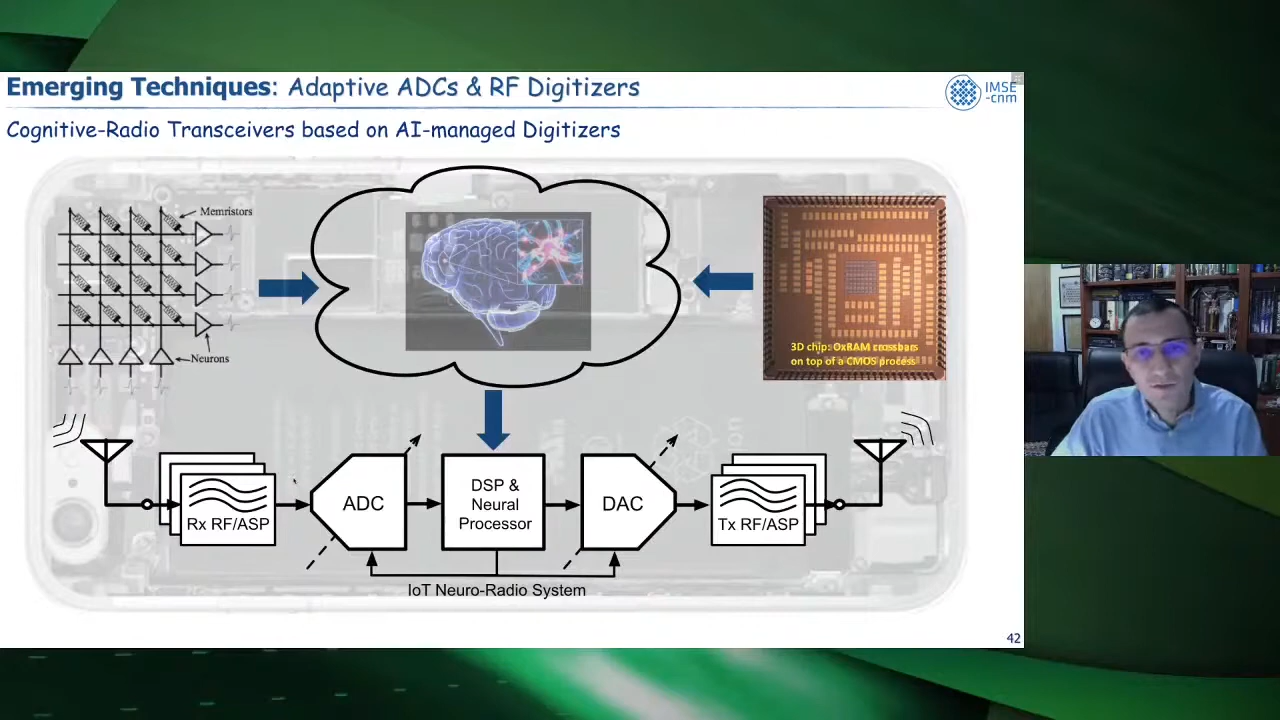 Emerging Techniques: Adaptive ADCs & RF Digitizers
IMSE
-cnm
Cognitive-Radio Transceivers based on AI-managed Digitizers
Memristors
Neurons
3D chip: OxRAM crossbars
on top of a CMOS process
Rx RF/ASP
ADC
DSP &
Neural
Processor
DAC
Tx RF/ASP
IoT Neuro-Radio System
42